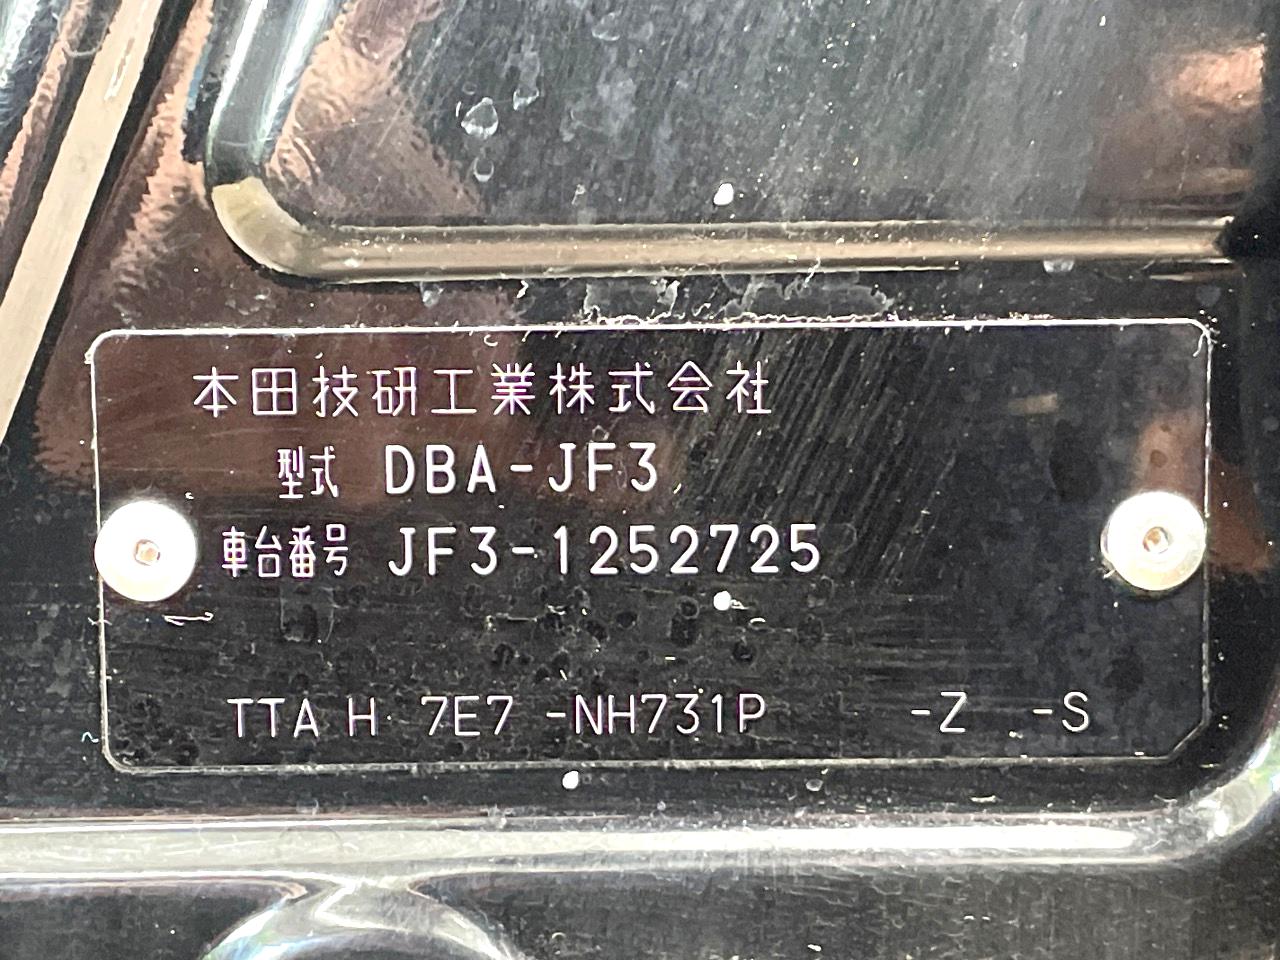 本田技研工業株式会社
型式 DBA-JF3
車台番号 JF3-1252725
TTA H 7E7 -NH731P -Z -S